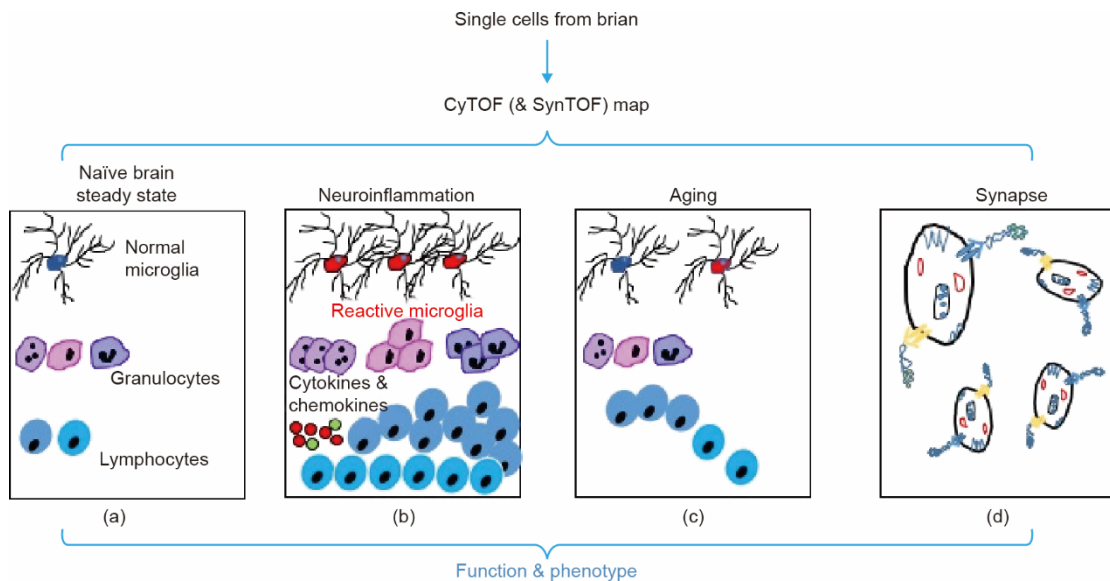 Single cells from brian
CyTOF (& SynTOF) map
Naïve brain
steady state
Neuroinflammation
Aging
Synapse
Normal
microglia
Granulocytes
Lymphocytes
Reactive microglia
Cytokines &
chemokines
(a)
(b)
(c)
(d)
Function & phenotype